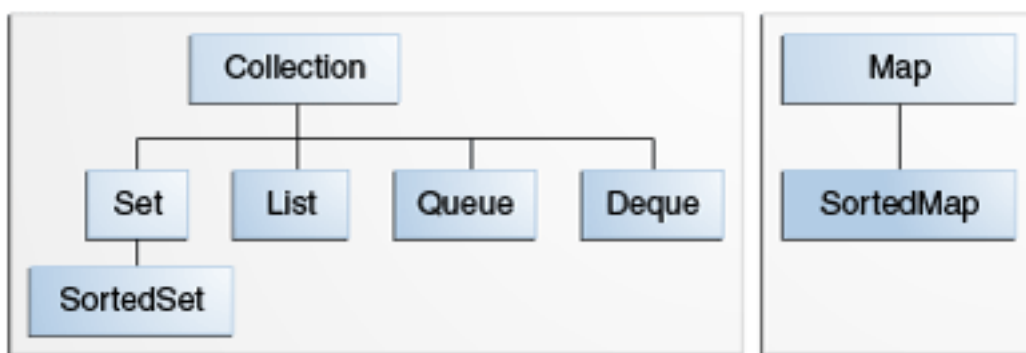 Collection
Map
Set
List
Queue
Deque
SortedMap
SortedSet